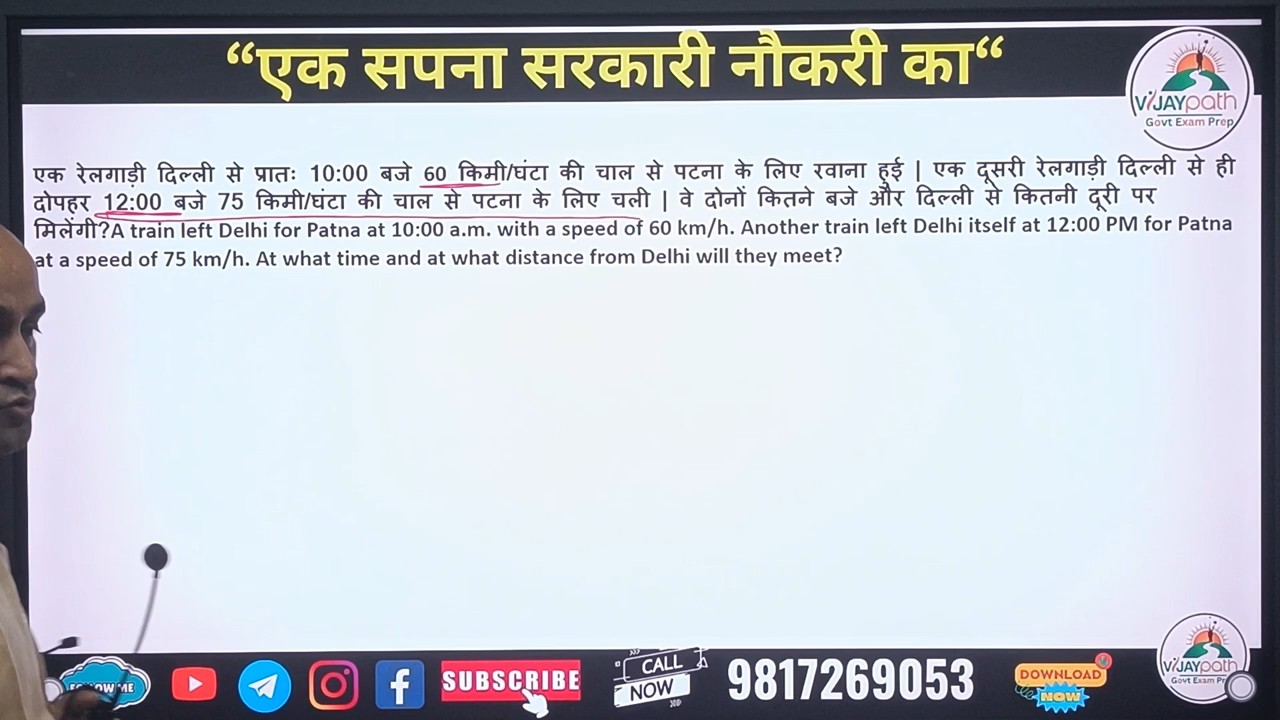 “एक सपना सरकारी नौकरी का“
VIJAYpath
Govt Exam Prep
एक रेलगाड़ी दिल्ली से प्रातः 10:00 बजे 60 किमी/घंटा की चाल से पटना के लिए रवाना हुई | एक दूसरी रेलगाड़ी दिल्ली से ही
दोपहर 12:00 बजे 75 किमी/घंटा की चाल से पटना के लिए चली | वे दोनों कितने बजे और दिल्ली से कितनी दूरी पर
मिलेंगी?A train left Delhi for Patna at 10:00 a.m. with a speed of 60 km/h. Another train left Delhi itself at 12:00 PM for Patna
at a speed of 75 km/h. At what time and at what distance from Delhi will they meet?
FOLLOW ME
SUBSCRIBE
CALL
NOW
9817269053
DOWNLOAD
NOW
VIJAYpath
Govt Exam Pr